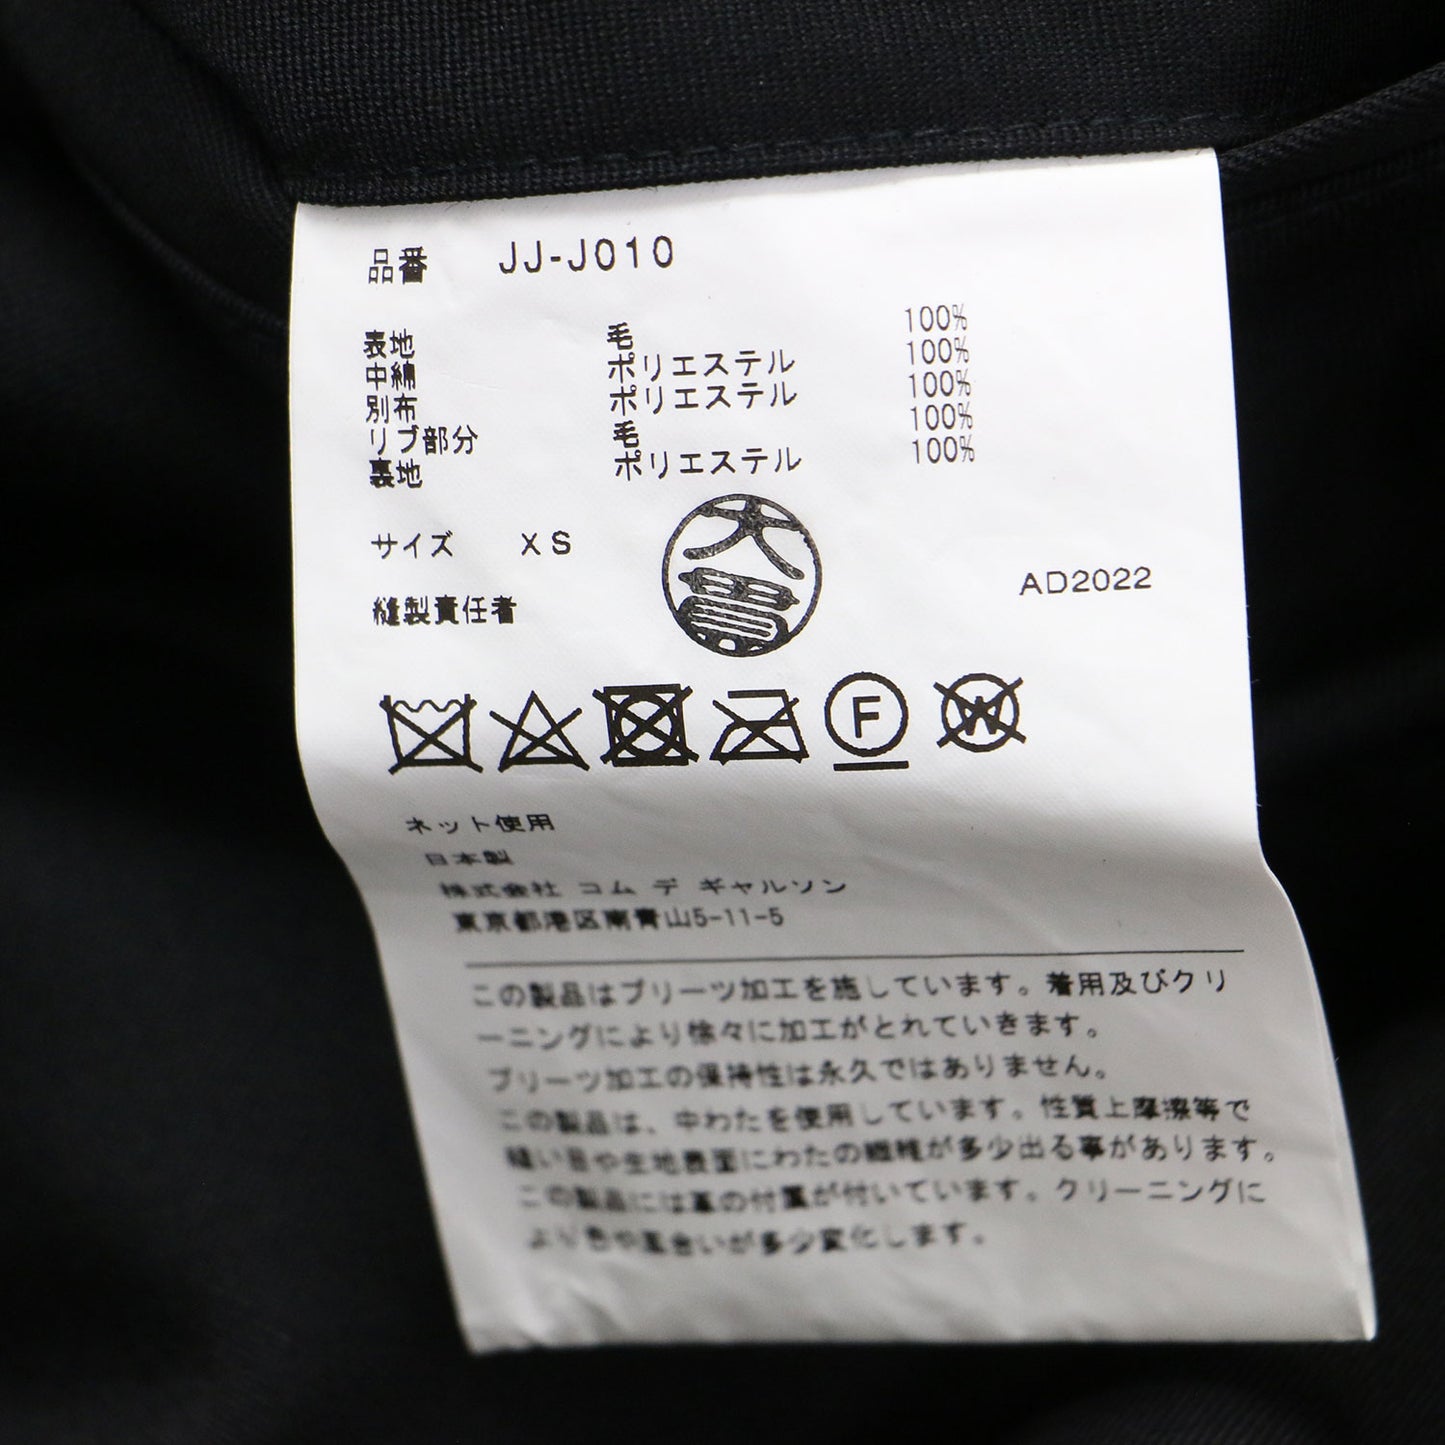 品番 JJ-J010
表地 毛 100%
中綿 ポリエステル 100%
別布 ポリエステル 100%
リブ部分 毛 100%
裏地 ポリエステル 100%
サイズ XS
AD2022
縫製責任者
F
W
ネット使用
日本製
株式会社 コム デ ギャルソン
東京都港区南青山5-11-5
この製品はプリーツ加工を施しています。着用及びクリ
ーニングにより徐々に加工がとれていきます。
プリーツ加工の保持性は永久ではありません。
この製品は、中わたを使用しています。性質上摩擦等で
縫い目や生地表面にわたの繊維が多少出る事があります。
この製品には革の付属が付いています。クリーニングに
より色や風合いが多少変化します。